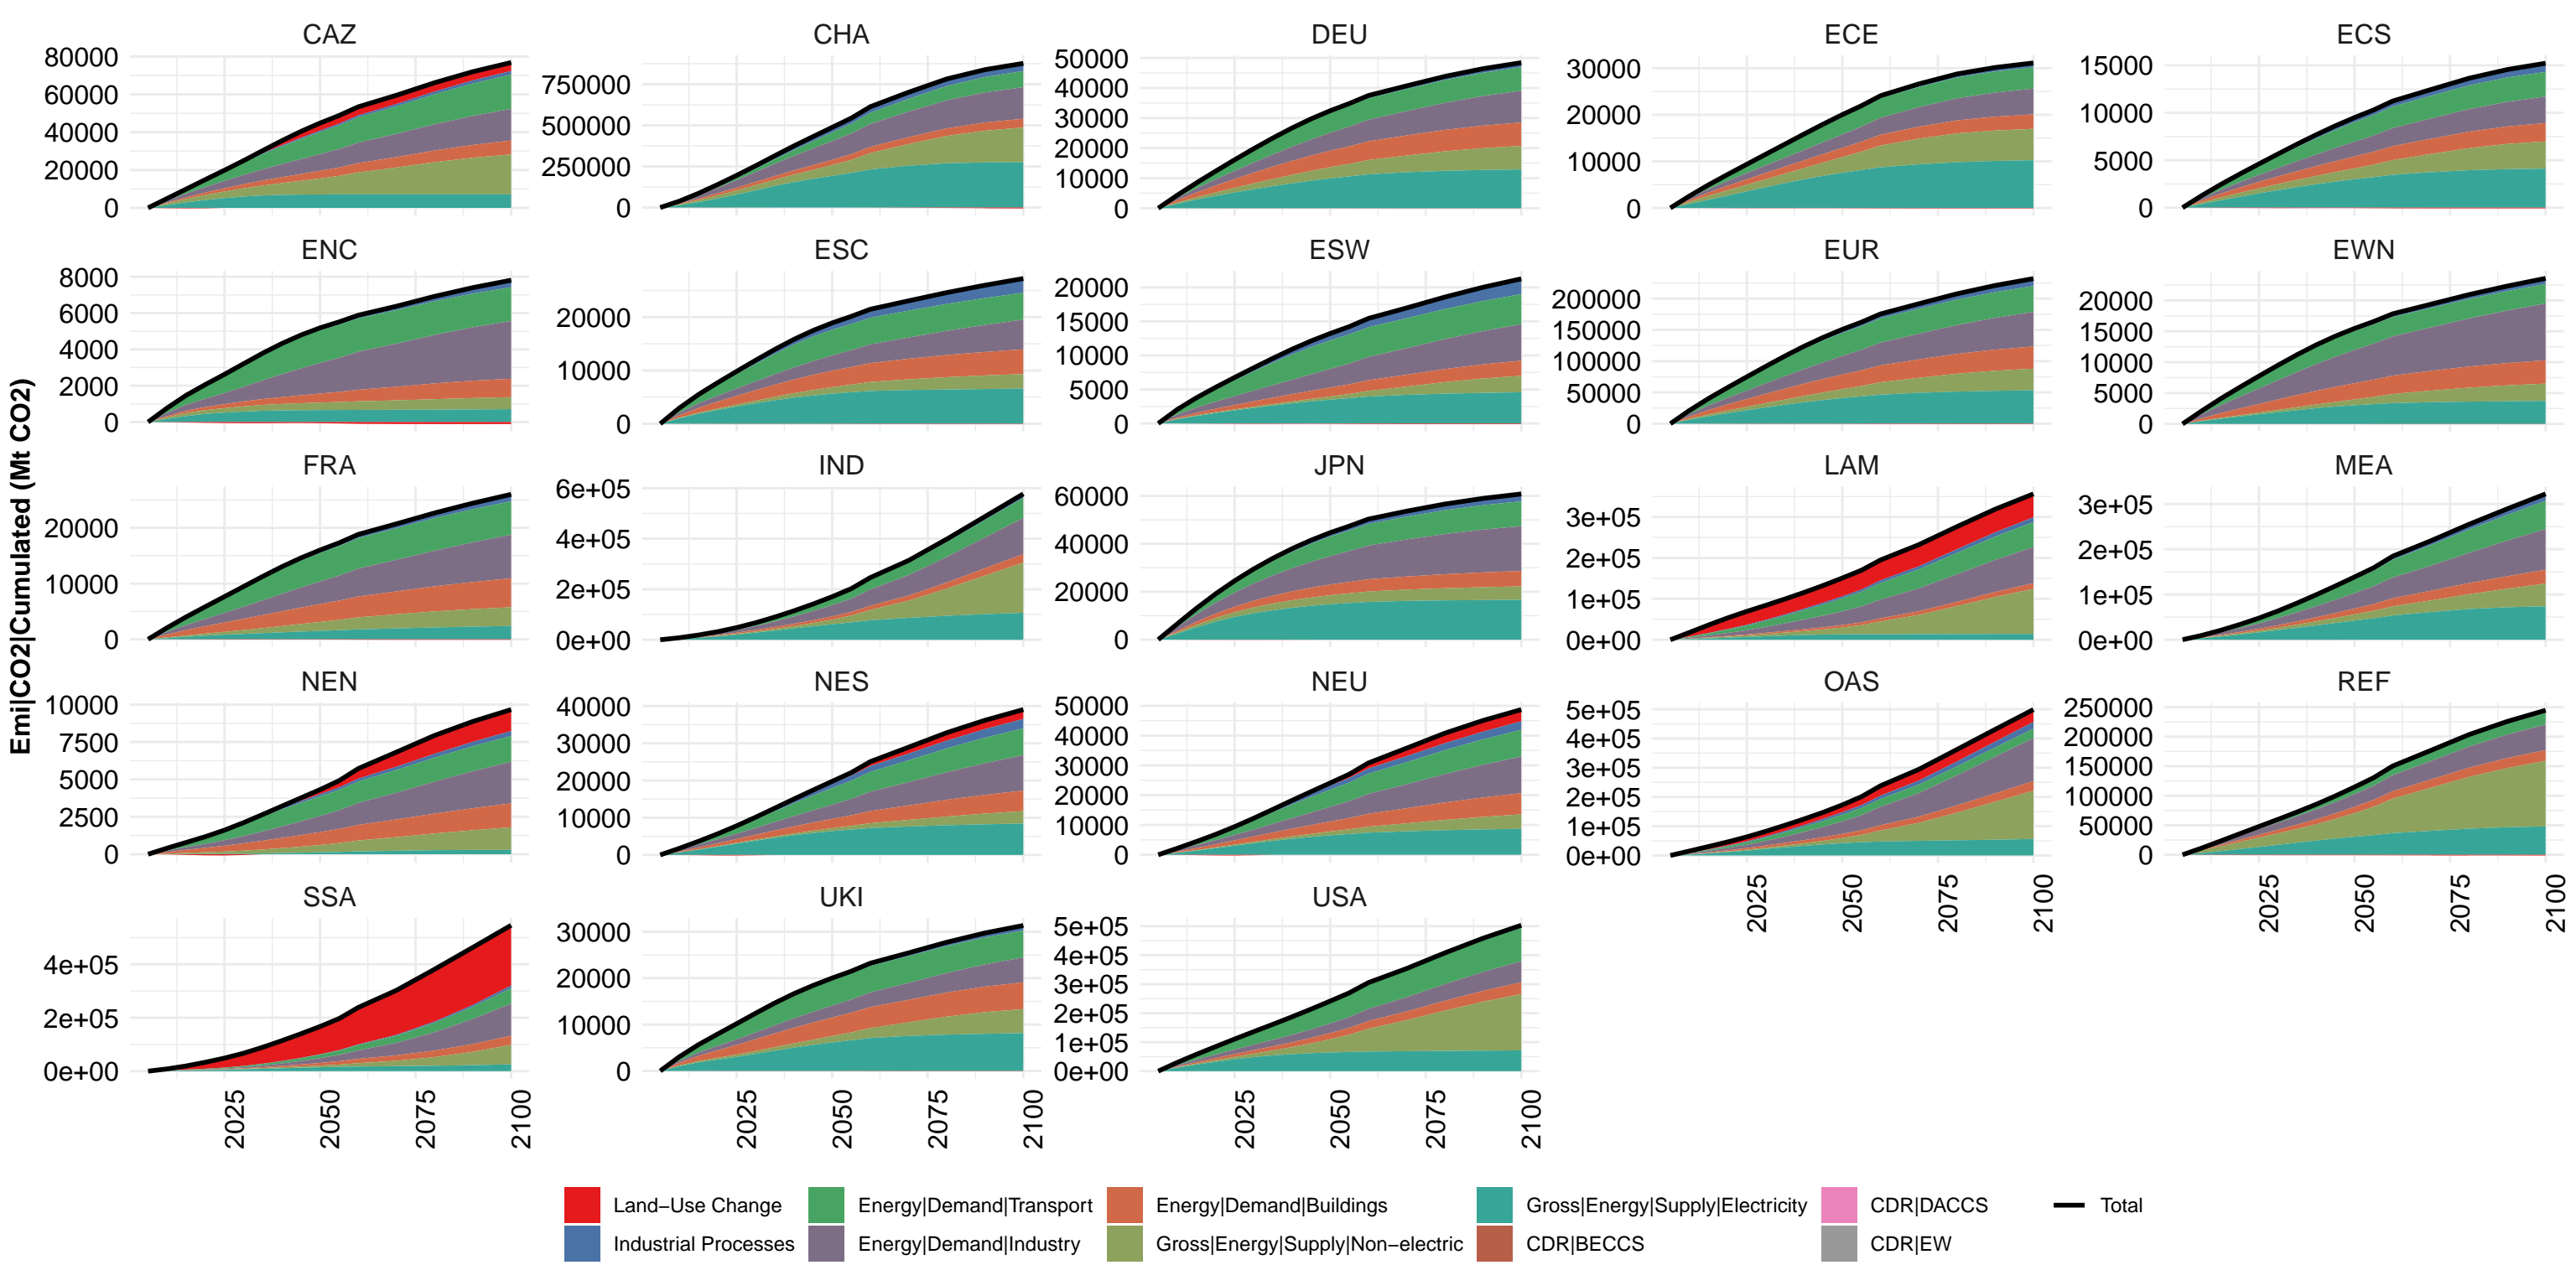 CAZ CHA DEU ECE ECS
80000 60000 40000 20000 0
750000 500000 250000 0
50000 40000 30000 20000 10000 0
30000 20000 10000 0
15000 10000 5000 0
ENC ESC ESW EUR EWN
8000 6000 4000 2000 0
20000 10000 0
20000 15000 10000 5000 0
200000 150000 100000 50000 0
20000 15000 10000 5000 0
Emi|CO2|Cumulated (Mt CO2)
FRA IND JPN LAM MEA
20000 10000 0
6e+05 4e+05 2e+05 0e+00
60000 40000 20000 0
3e+05 2e+05 1e+05 0e+00
3e+05 2e+05 1e+05 0e+00
NEN NES NEU OAS REF
10000 7500 5000 2500 0
40000 30000 20000 10000 0
50000 40000 30000 20000 10000 0
5e+05 4e+05 3e+05 2e+05 1e+05 0e+00
250000 200000 150000 100000 50000 0
2025 2050 2075 2100
2025 2050 2075 2100
SSA UKI USA
4e+05 2e+05 0e+00
30000 20000 10000 0
5e+05 4e+05 3e+05 2e+05 1e+05 0e+00
2025 2050 2075 2100
2025 2050 2075 2100
2025 2050 2075 2100
Land−Use Change Energy|Demand|Transport Energy|Demand|Buildings Gross|Energy|Supply|Electricity CDR|DACCS Total
Industrial Processes Energy|Demand|Industry Gross|Energy|Supply|Non−electric CDR|BECCS CDR|EW